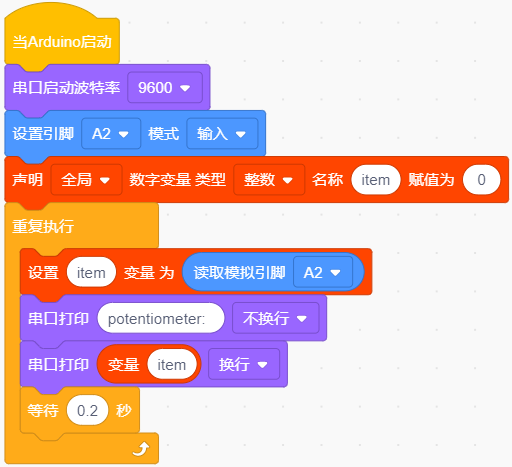 当Arduino启动
串口启动波特率 9600
设置引脚 A2 模式 输入
声明 全局 数字变量 类型 整数 名称 item 赋值为 0
重复执行
设置 item 变量 为 读取模拟引脚 A2
串口打印 potentiometer: 不换行
串口打印 变量 item 换行
等待 0.2 秒